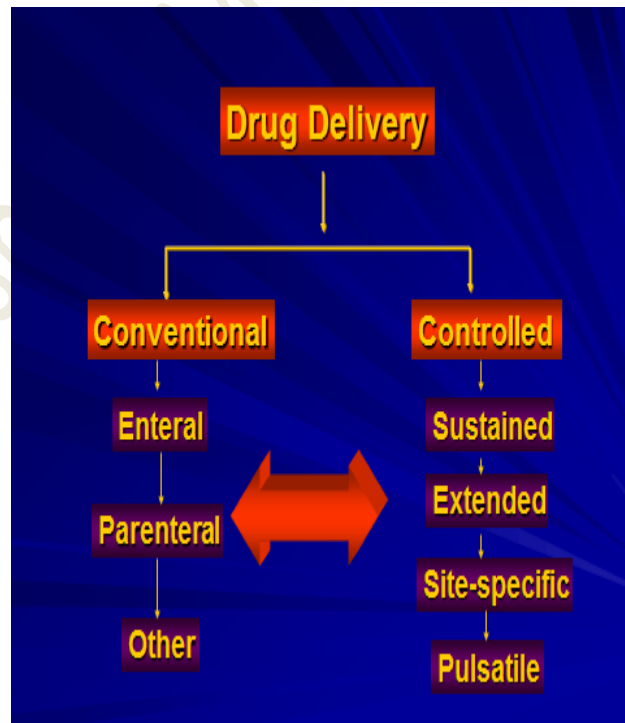 Drug Delivery
Conventional
Controlled
Enteral
Sustained
Parenteral
Extended
Other
Site-specific
Pulsatile